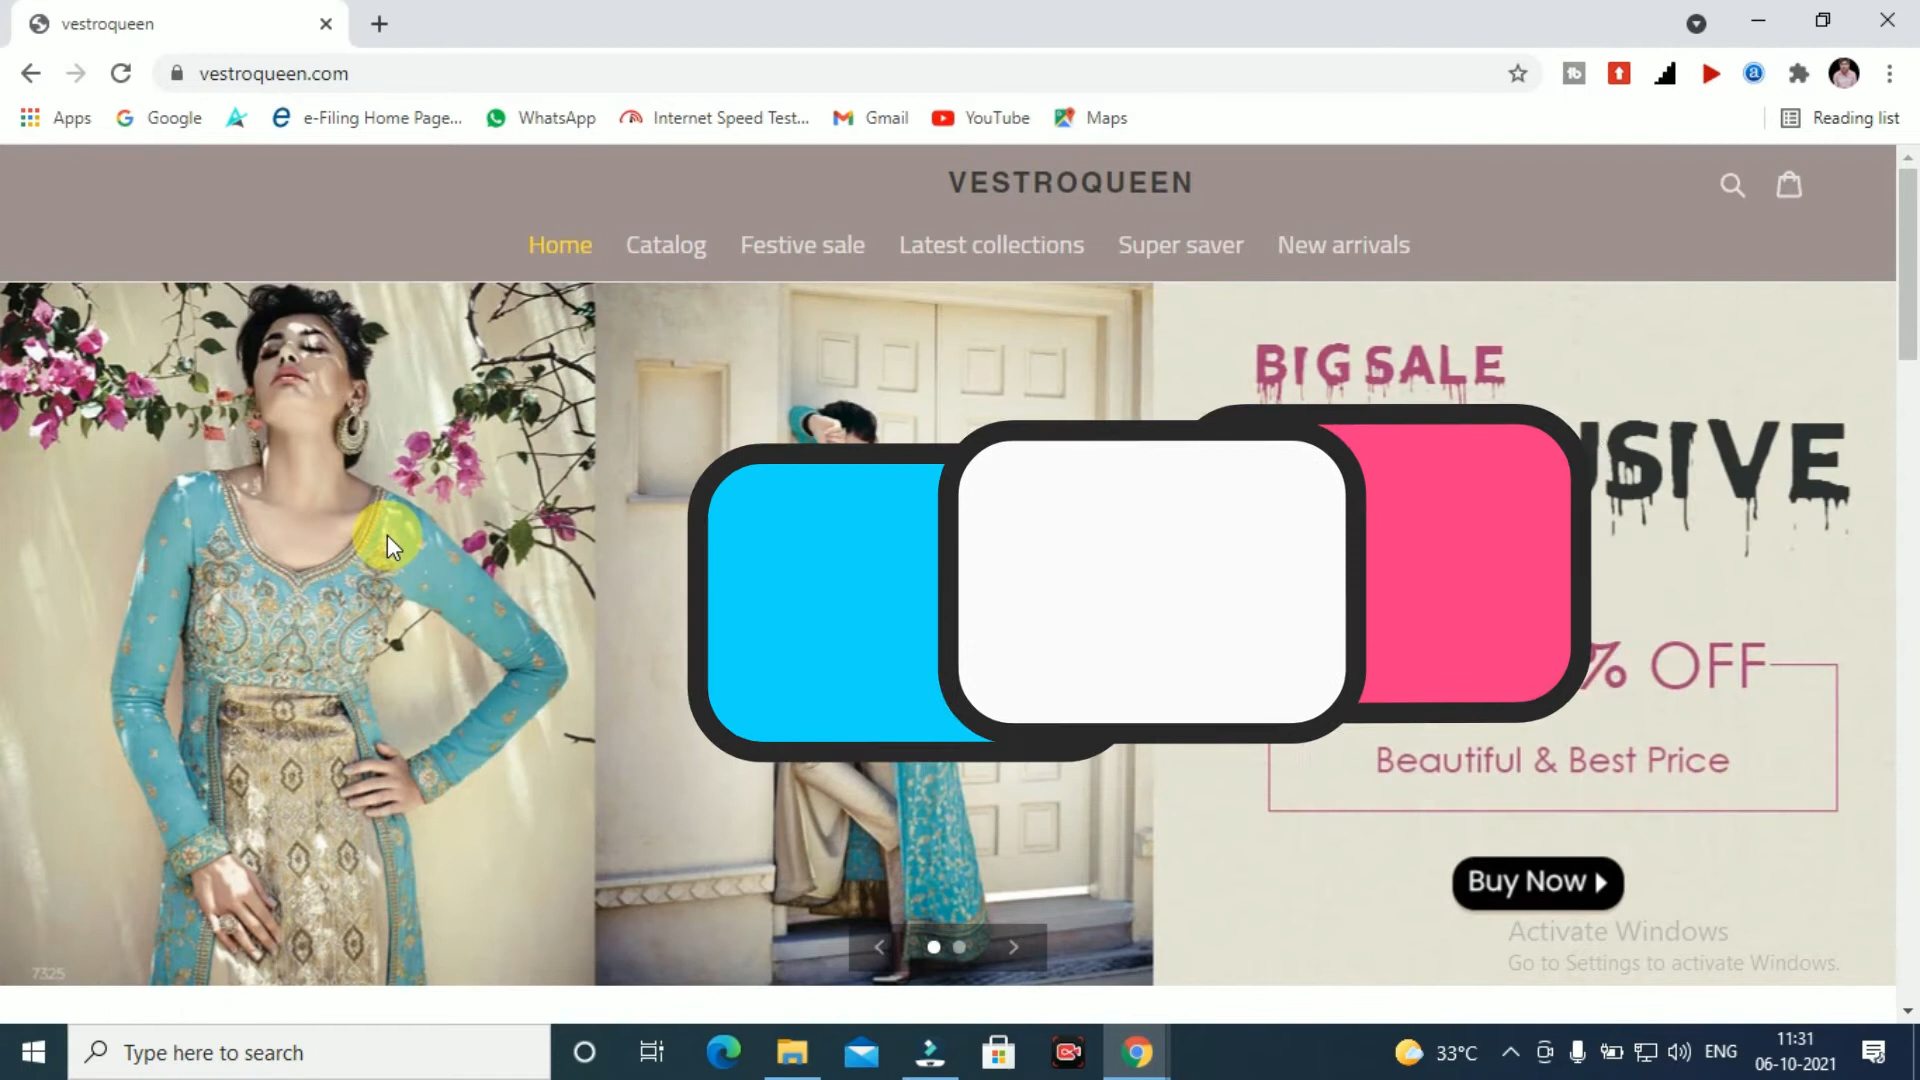 vestroqueen
vestroqueen.com
Apps Google e-Filing Home Page... WhatsApp Internet Speed Test... Gmail YouTube Maps Reading list
VESTROQUEEN
Home Catalog Festive sale Latest collections Super saver New arrivals
BIG SALE
USIVE
% OFF
Beautiful & Best Price
Buy Now
7325
Activate Windows
Go to Settings to activate Windows.
Type here to search
33°C ENG 11:31
06-10-2021